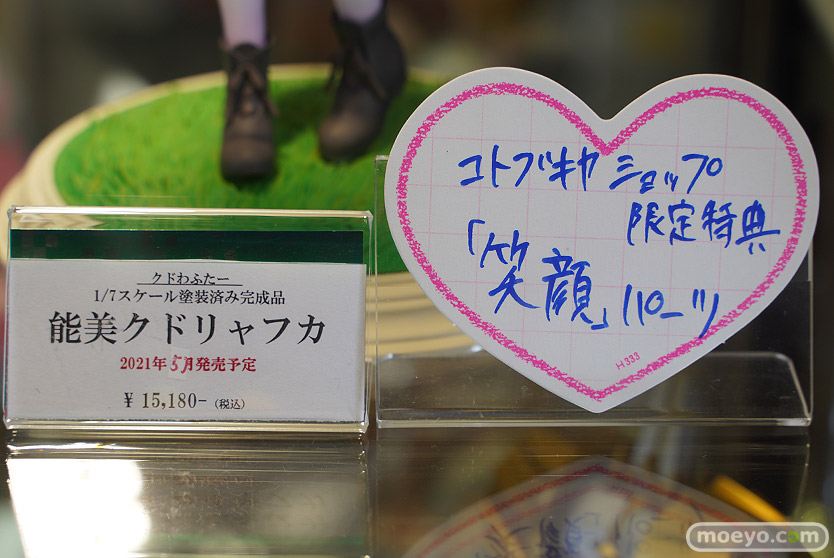 クドわふたー
1/7スケール塗装済み完成品
能美クドリャフカ
2021年5月発売予定
¥ 15,180-(税込)
コトブキヤ ショップ
限定特典
「笑顔」パーツ
H-333
moeyo.com